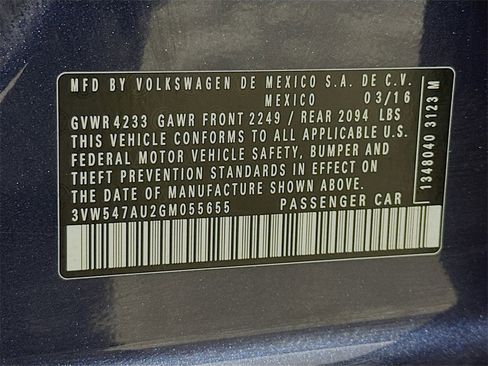 MFD BY VOLKSWAGEN DE MEXICO S.A. DE C.V.
MEXICO 03/16
GVWR 4233 GAWR FRONT 2249 / REAR 2094 LBS
THIS VEHICLE CONFORMS TO ALL APPLICABLE U.S.
FEDERAL MOTOR VEHICLE SAFETY, BUMPER AND
THEFT PREVENTION STANDARDS IN EFFECT ON
THE DATE OF MANUFACTURE SHOWN ABOVE.
3VW547AU2GM055655 PASSENGER CAR
1348040 3123 M